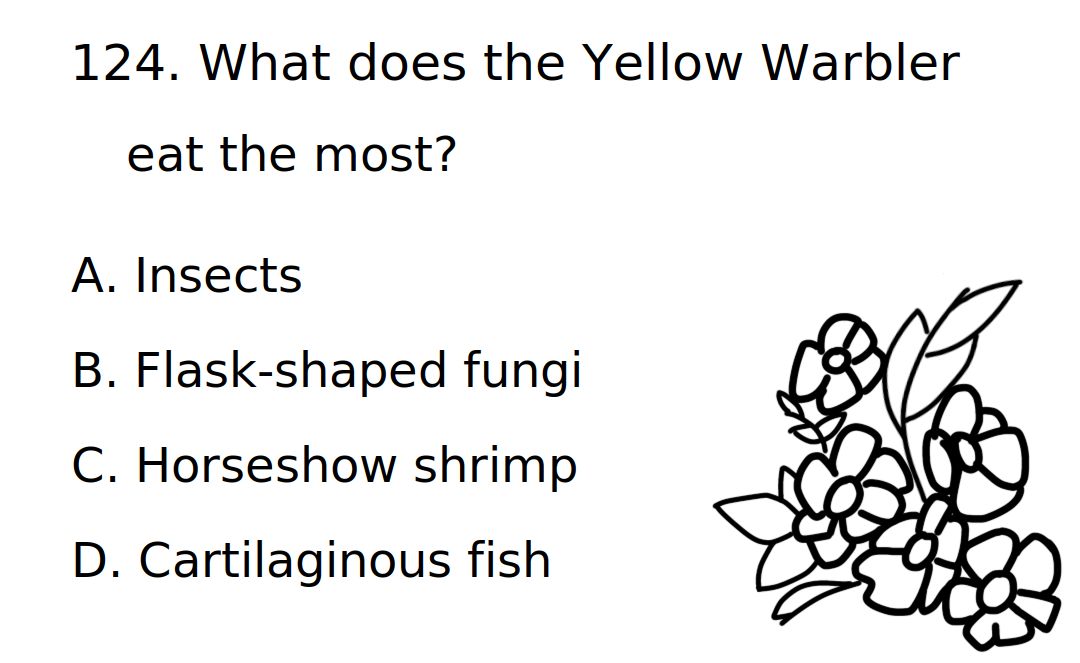 124. What does the Yellow Warbler
eat the most?
A. Insects
B. Flask-shaped fungi
C. Horseshow shrimp
D. Cartilaginous fish